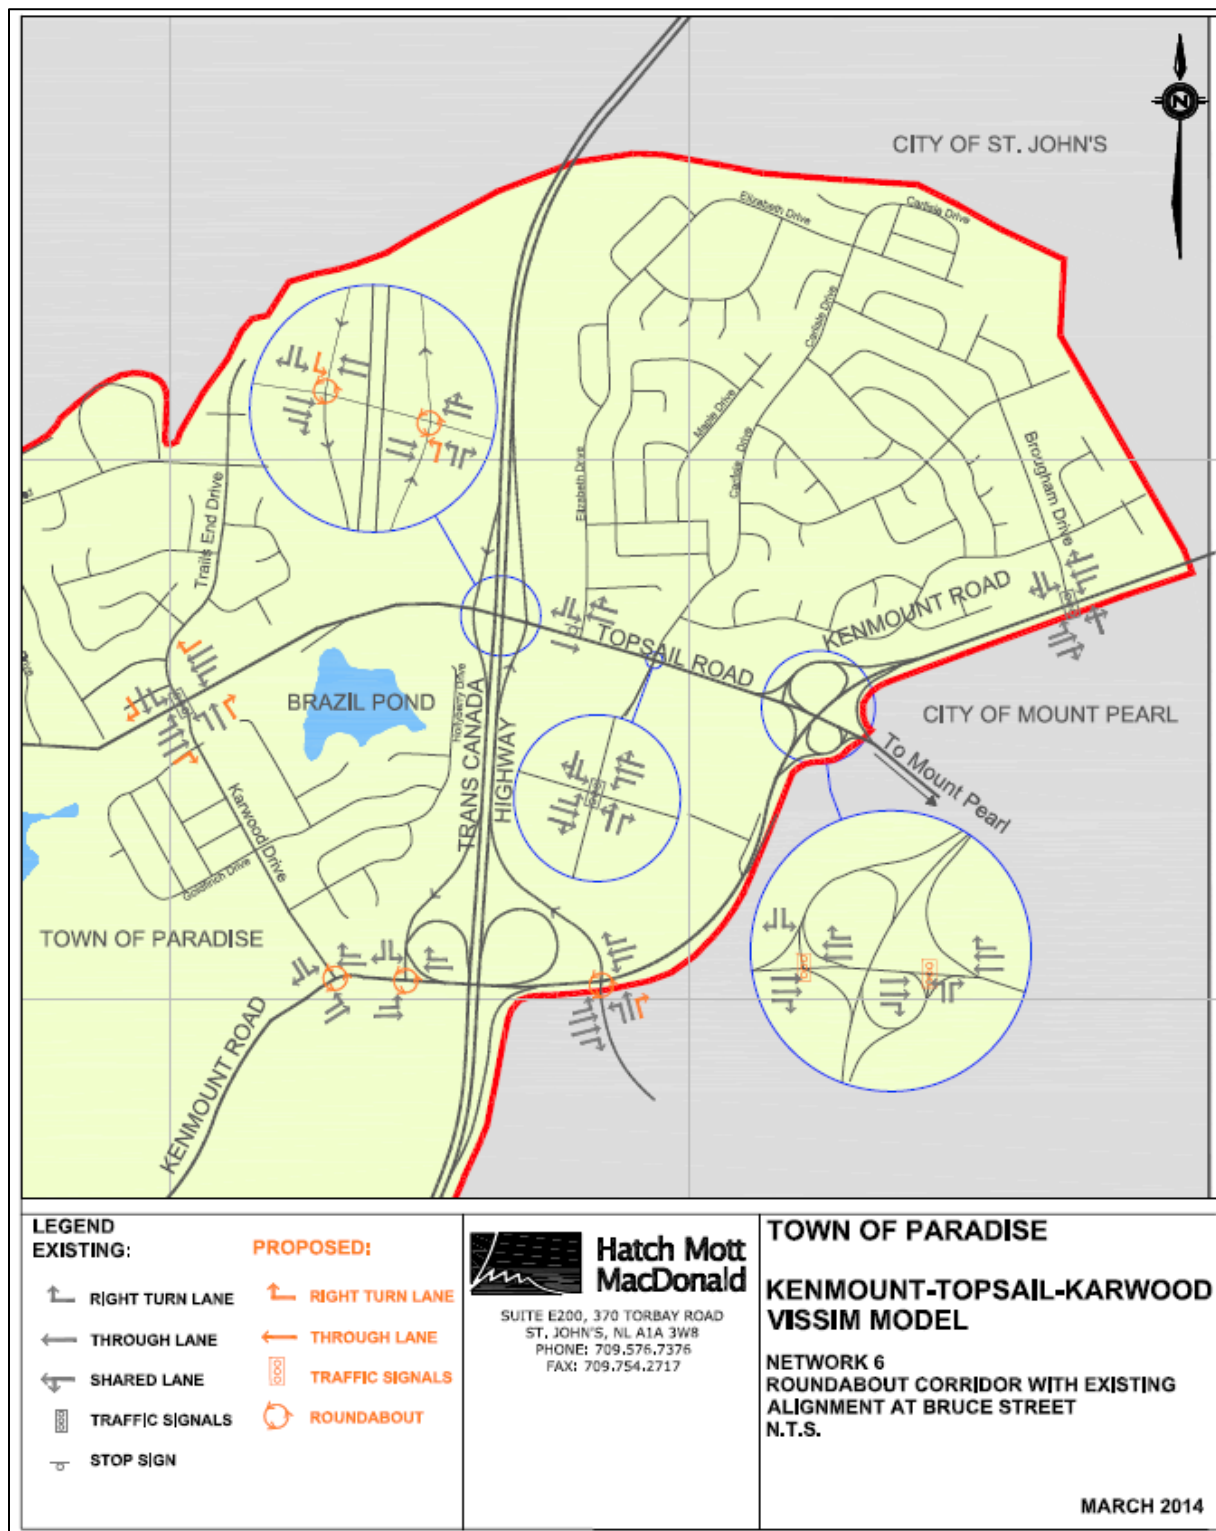 CITY OF ST. JOHN'S
N
Elizabeth Drive
Carlisle Drive
Carlisle Drive
Maple Drive
Carlisle Drive
Elizabeth Drive
Brougham Drive
Trails End Drive
KENMOUNT ROAD
TOPSAIL ROAD
BRAZIL POND
Hollyberry Drive
TRANS CANADA
HIGHWAY
CITY OF MOUNT PEARL
To Mount Pearl
Karwood Drive
Goldfinch Drive
TOWN OF PARADISE
KENMOUNT ROAD
LEGEND
EXISTING:
RIGHT TURN LANE
THROUGH LANE
SHARED LANE
TRAFFIC SIGNALS
STOP SIGN
PROPOSED:
RIGHT TURN LANE
THROUGH LANE
TRAFFIC SIGNALS
ROUNDABOUT
Hatch Mott
MacDonald
SUITE E200, 370 TORBAY ROAD
ST. JOHN'S, NL A1A 3W8
PHONE: 709.576.7376
FAX: 709.754.2717
TOWN OF PARADISE
KENMOUNT-TOPSAIL-KARWOOD
VISSIM MODEL
NETWORK 6
ROUNDABOUT CORRIDOR WITH EXISTING
ALIGNMENT AT BRUCE STREET
N.T.S.
MARCH 2014